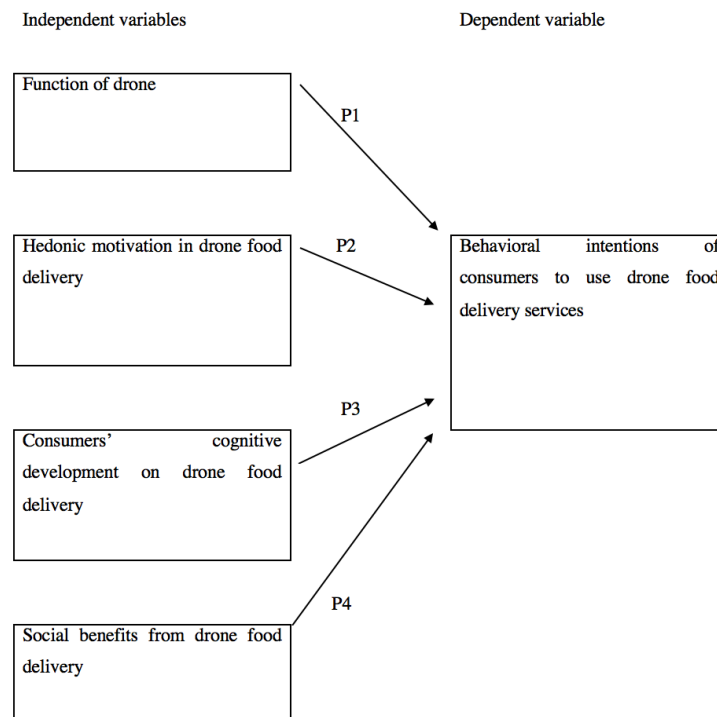 Independent variables
Dependent variable
Function of drone
P1
Hedonic motivation in drone food
delivery
P2
Behavioral intentions of
consumers to use drone food
delivery services
Consumers' cognitive
development on drone food
delivery
P3
P4
Social benefits from drone food
delivery